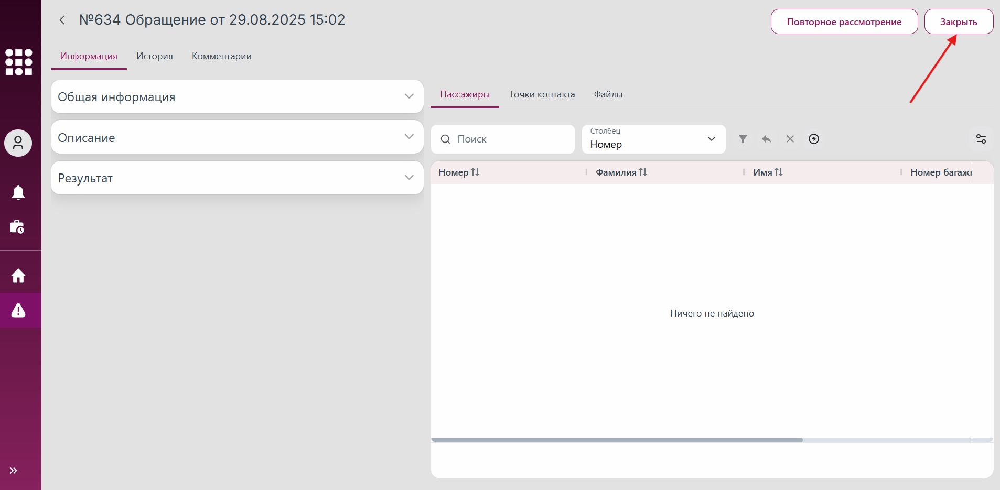 №634 Обращение от 29.08.2025 15:02
Повторное рассмотрение
Закрыть
Информация
История
Комментарии
Общая информация
Описание
Результат
Пассажиры
Точки контакта
Файлы
Поиск
Столбец
Номер
Номер
Фамилия
Имя
Номер багаж
Ничего не найдено